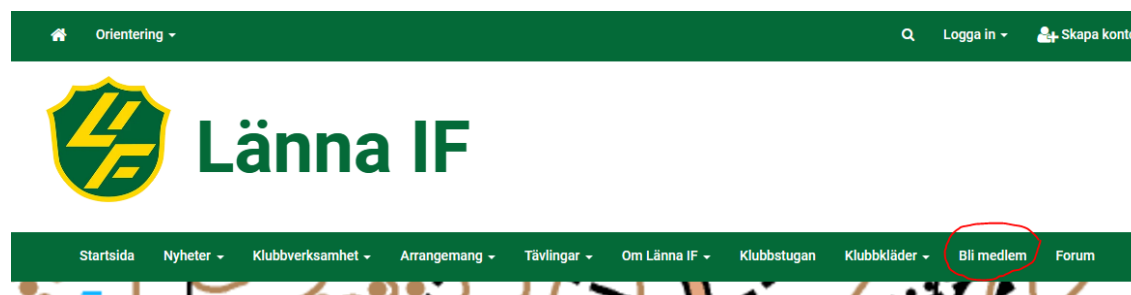 Orientering Logga in Skapa konto
LIF
Länna IF
Startsida Nyheter Klubbverksamhet Arrangemang Tävlingar Om Länna IF Klubbstugan Klubbkläder Bli medlem Forum